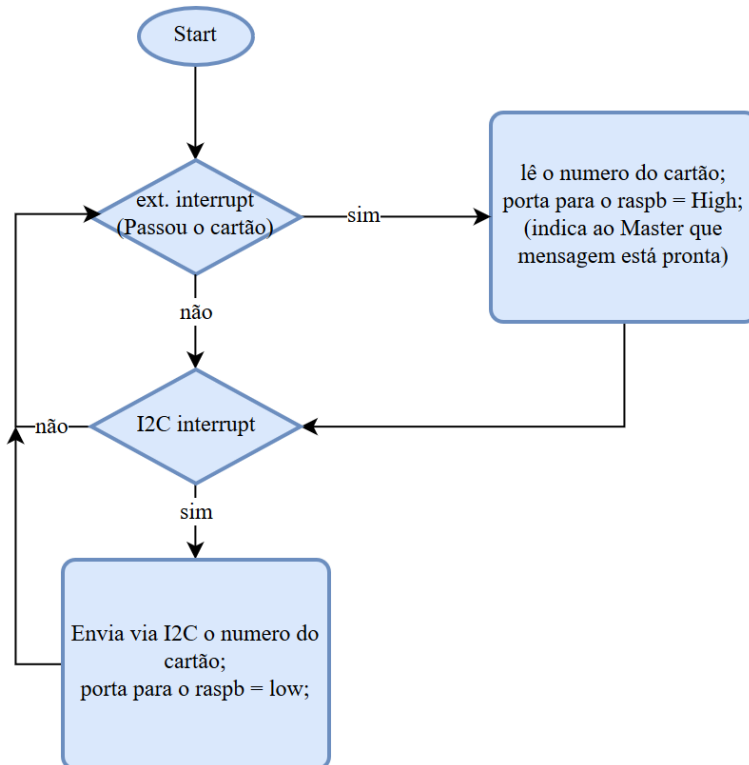 Start
ext. interrupt
(Passou o cartão)
sim
lê o numero do cartão;
porta para o raspb = High;
(indica ao Master que
mensagem está pronta)
não
I2C interrupt
não
sim
Envia via I2C o numero do
cartão;
porta para o raspb = low;